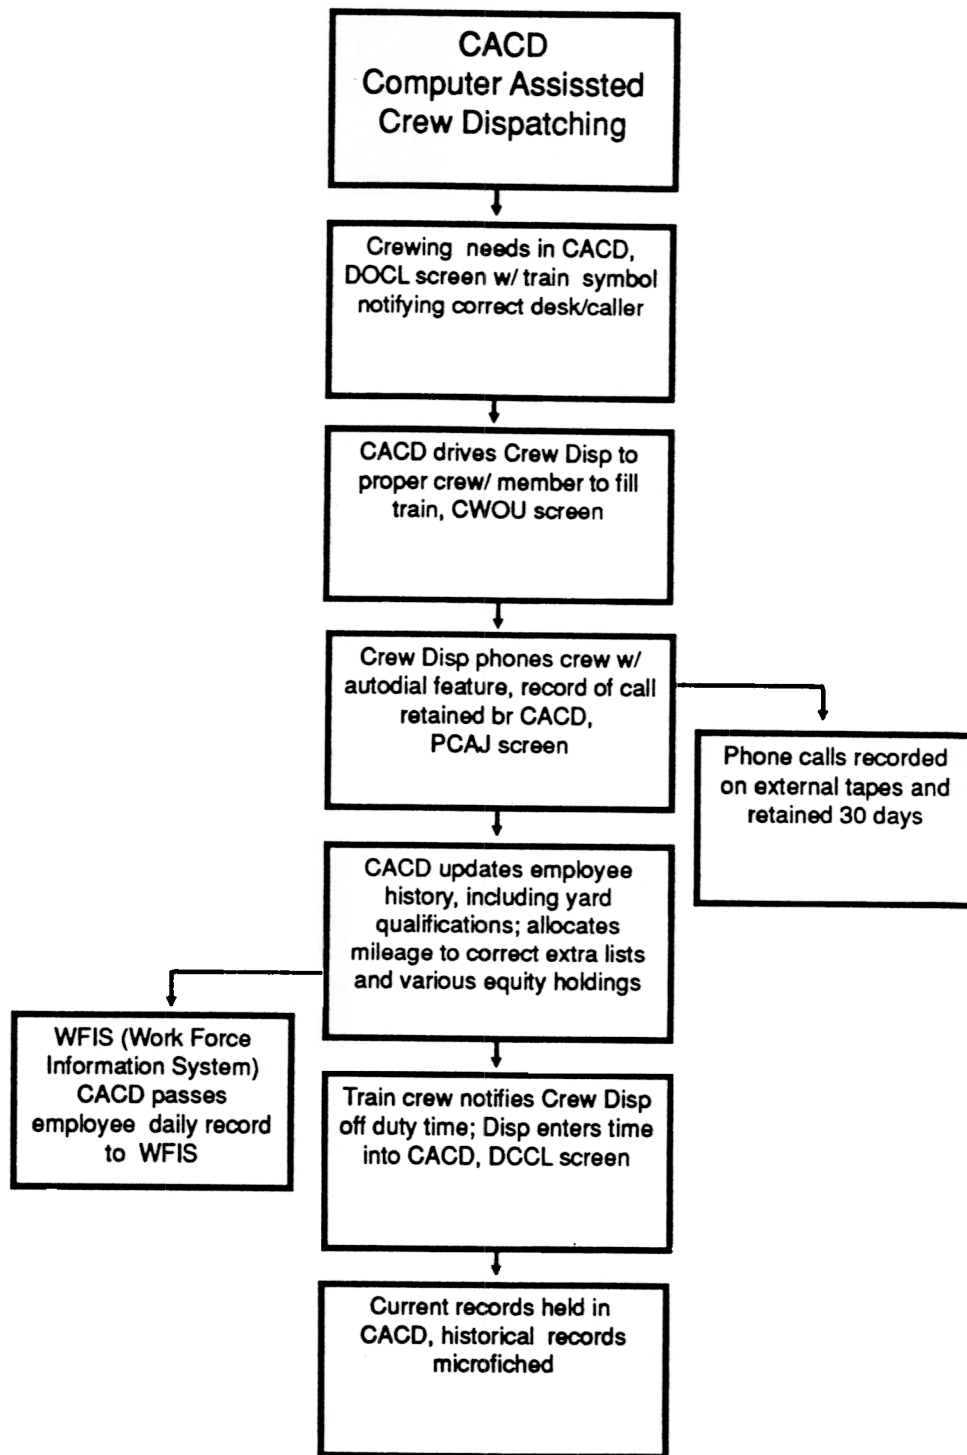 CACD
Computer Assissted
Crew Dispatching
Crewing needs in CACD,
DOCL screen w/ train symbol
notifying correct desk/caller
CACD drives Crew Disp to
proper crew/ member to fill
train, CWOU screen
Crew Disp phones crew w/
autodial feature, record of call
retained br CACD,
PCAJ screen
Phone calls recorded
on external tapes and
retained 30 days
CACD updates employee
history, including yard
qualifications; allocates
mileage to correct extra lists
and various equity holdings
WFIS (Work Force
Information System)
CACD passes
employee daily record
to WFIS
Train crew notifies Crew Disp
off duty time; Disp enters time
into CACD, DCCL screen
Current records held in
CACD, historical records
microfiched